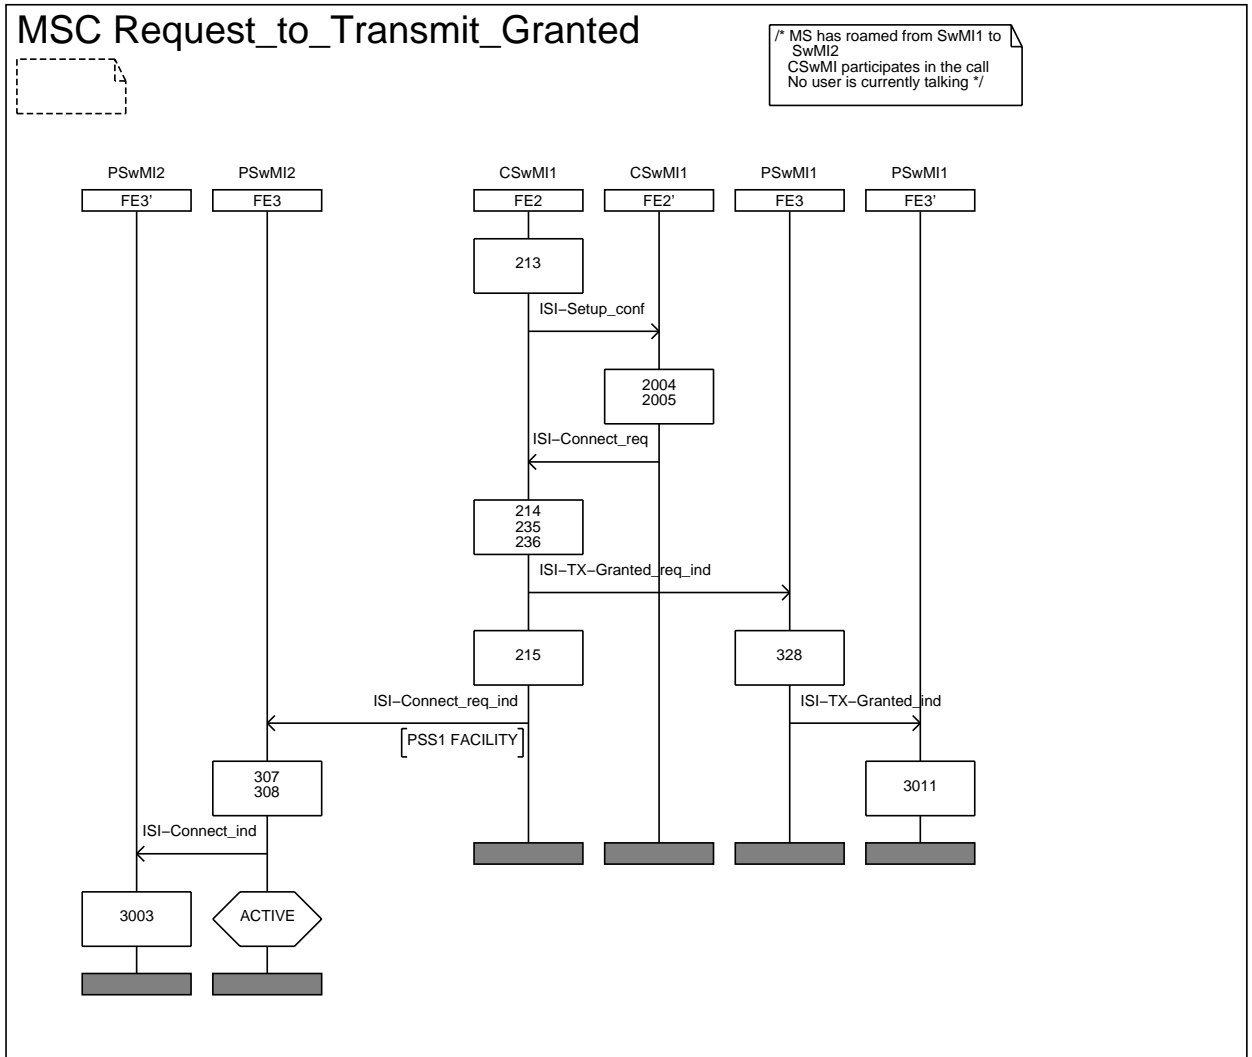 MSC Request_to_Transmit_Granted
/* MS has roamed from SwMI1 to
SwMI2
CSwMI participates in the call
No user is currently talking */
PSwMI2 PSwMI2 CSwMI1 CSwMI1 PSwMI1 PSwMI1
FE3' FE3 FE2 FE2' FE3 FE3'
213
ISI−Setup_conf
2004
2005
ISI−Connect_req
214
235
236
ISI−TX−Granted_req_ind
215 328
ISI−Connect_req_ind ISI−TX−Granted_ind
PSS1 FACILITY
307
308
3011
ISI−Connect_ind
3003 ACTIVE